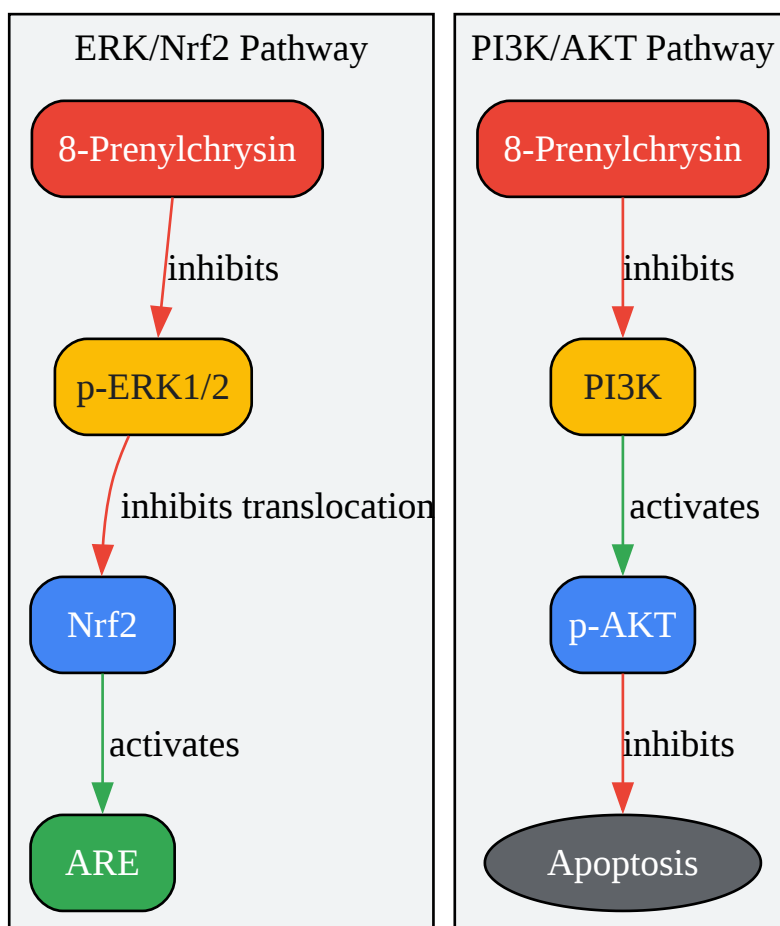 ERK/Nrf2 Pathway
8-Prenylchrysin
inhibits
p-ERK1/2
inhibits translocation
Nrf2
activates
ARE
PI3K/AKT Pathway
8-Prenylchrysin
inhibits
PI3K
activates
p-AKT
inhibits
Apoptosis